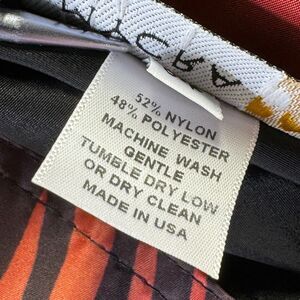 52% NYLON
48% POLYESTER
MACHINE WASH
GENTLE
TUMBLE DRY LOW
OR DRY CLEAN
MADE IN USA